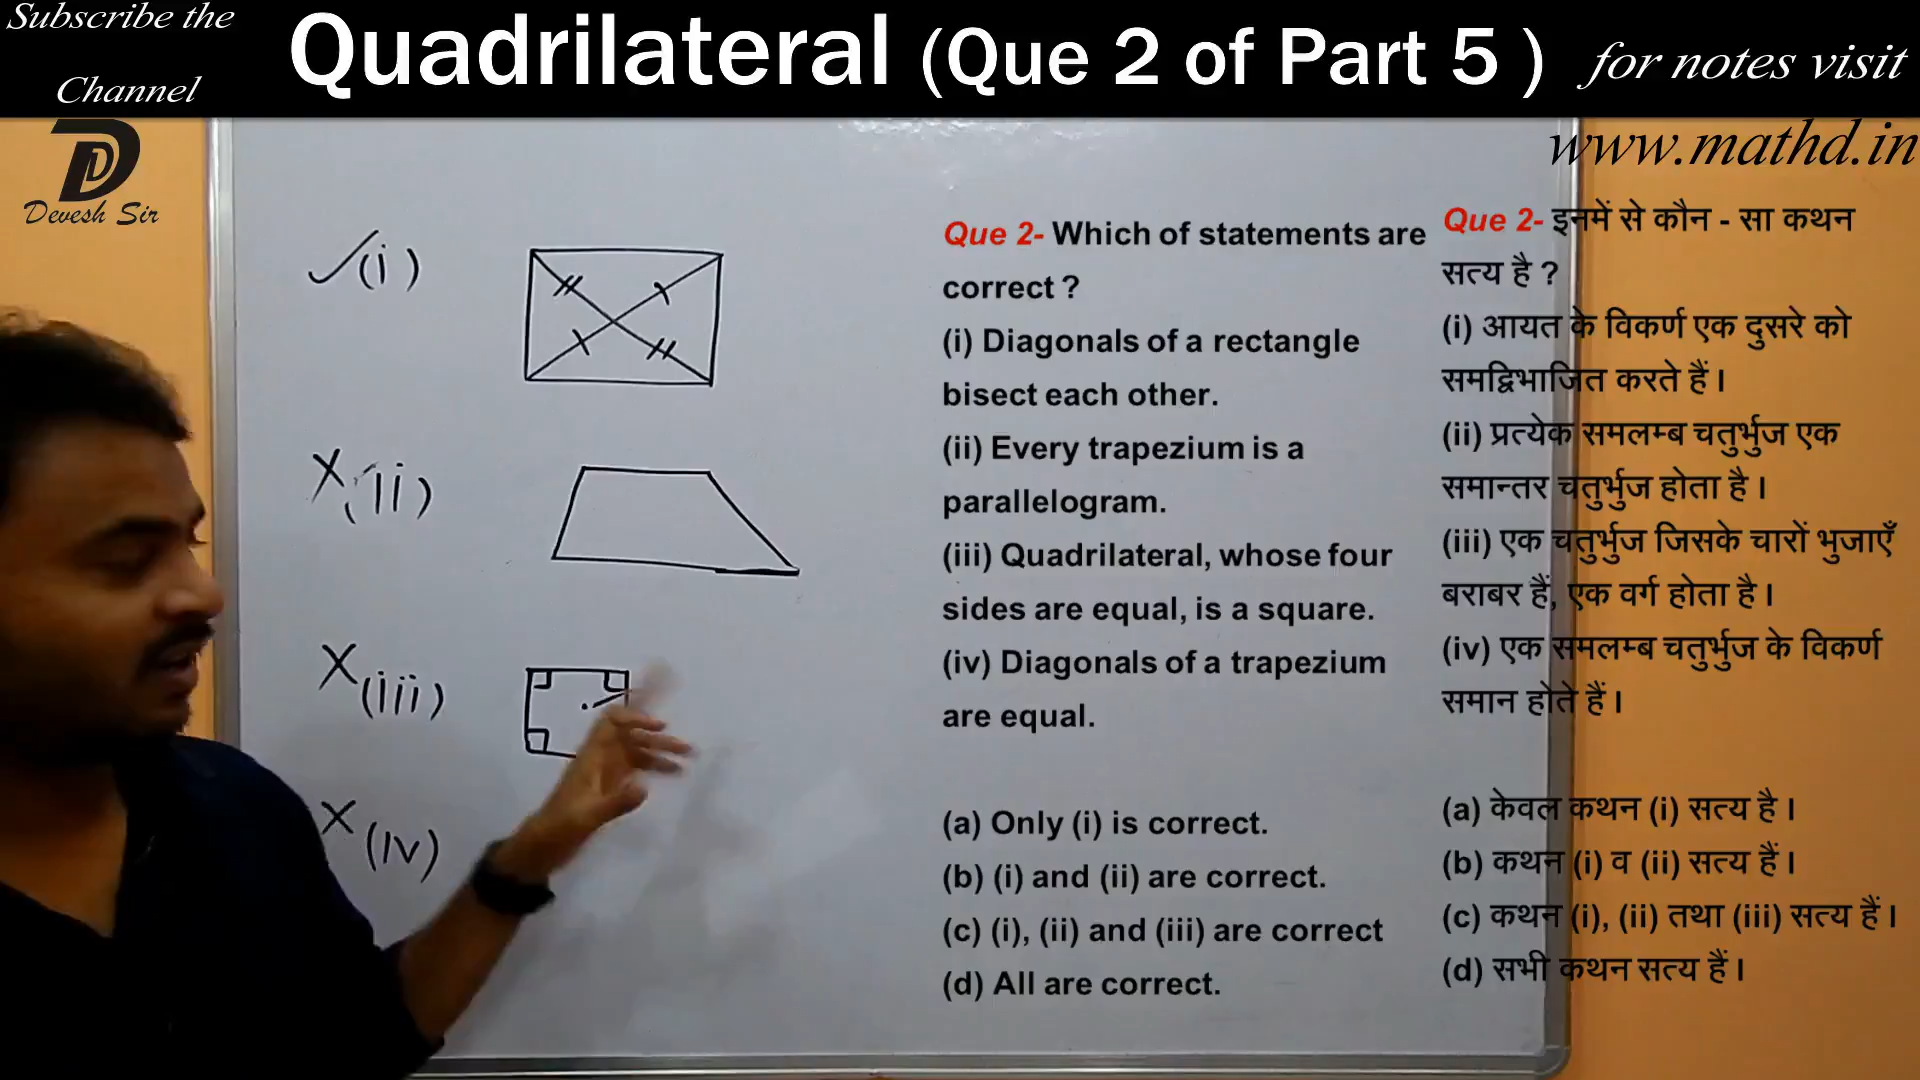 Subscribe the
Channel
Quadrilateral (Que 2 of Part 5 )
for notes visit
www.mathd.in
D
Devesh Sir
(i)
X (ii)
X (iii)
X (iv)
Que 2- Which of statements are
correct ?
(i) Diagonals of a rectangle
bisect each other.
(ii) Every trapezium is a
parallelogram.
(iii) Quadrilateral, whose four
sides are equal, is a square.
(iv) Diagonals of a trapezium
are equal.
(a) Only (i) is correct.
(b) (i) and (ii) are correct.
(c) (i), (ii) and (iii) are correct
(d) All are correct.
Que 2- इनमें से कौन - सा कथन
सत्य है ?
(i) आयत के विकर्ण एक दुसरे को
समद्विभाजित करते हैं।
(ii) प्रत्येक समलम्ब चतुर्भुज एक
समान्तर चतुर्भुज होता है।
(iii) एक चतुर्भुज जिसके चारों भुजाएँ
बराबर हैं, एक वर्ग होता है।
(iv) एक समलम्ब चतुर्भुज के विकर्ण
समान होते हैं।
(a) केवल कथन (i) सत्य है।
(b) कथन (i) व (ii) सत्य हैं।
(c) कथन (i), (ii) तथा (iii) सत्य हैं।
(d) सभी कथन सत्य हैं।